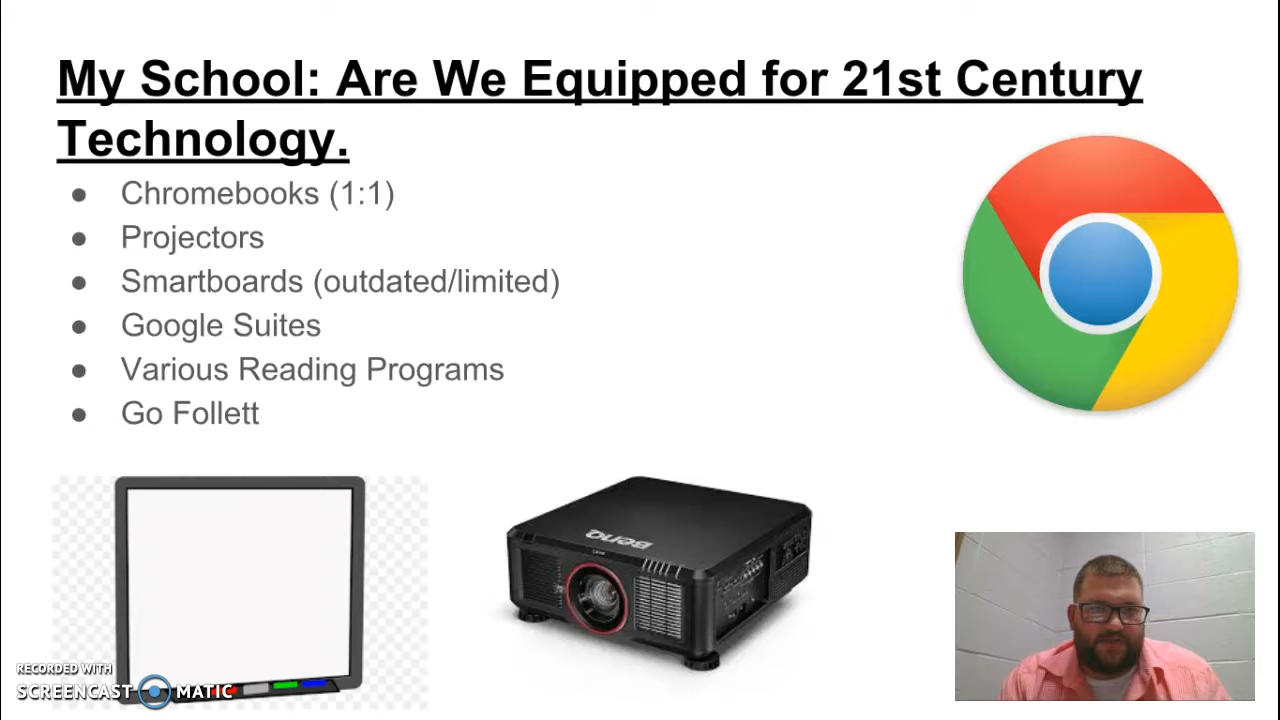 My School: Are We Equipped for 21st Century
Technology.
● Chromebooks (1:1)
● Projectors
● Smartboards (outdated/limited)
● Google Suites
● Various Reading Programs
● Go Follett
BenQ
RECORDED WITH
SCREENCAST MATIC